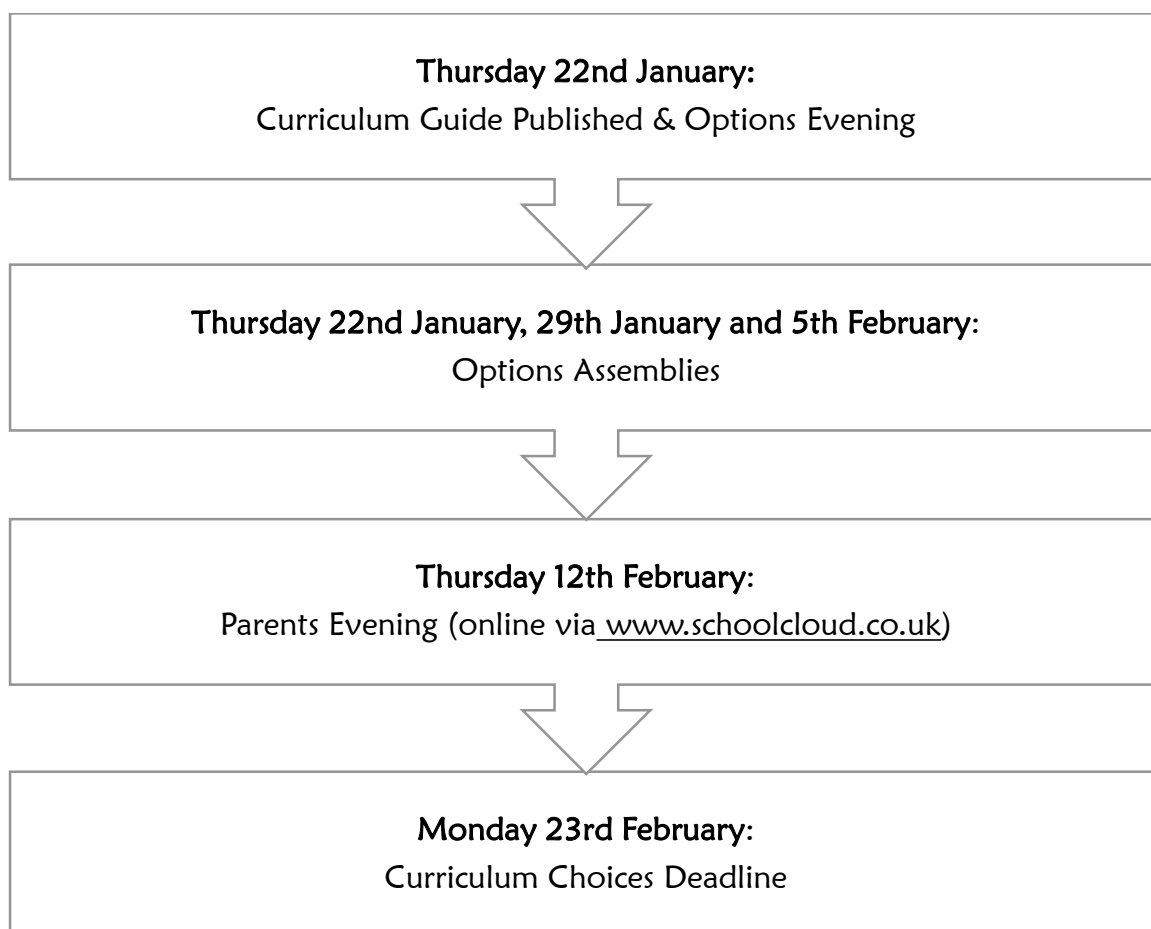 Thursday 22nd January:
Curriculum Guide Published & Options Evening
Thursday 22nd January, 29th January and 5th February:
Options Assemblies
Thursday 12th February:
Parents Evening (online via www.schoolcloud.co.uk)
Monday 23rd February:
Curriculum Choices Deadline